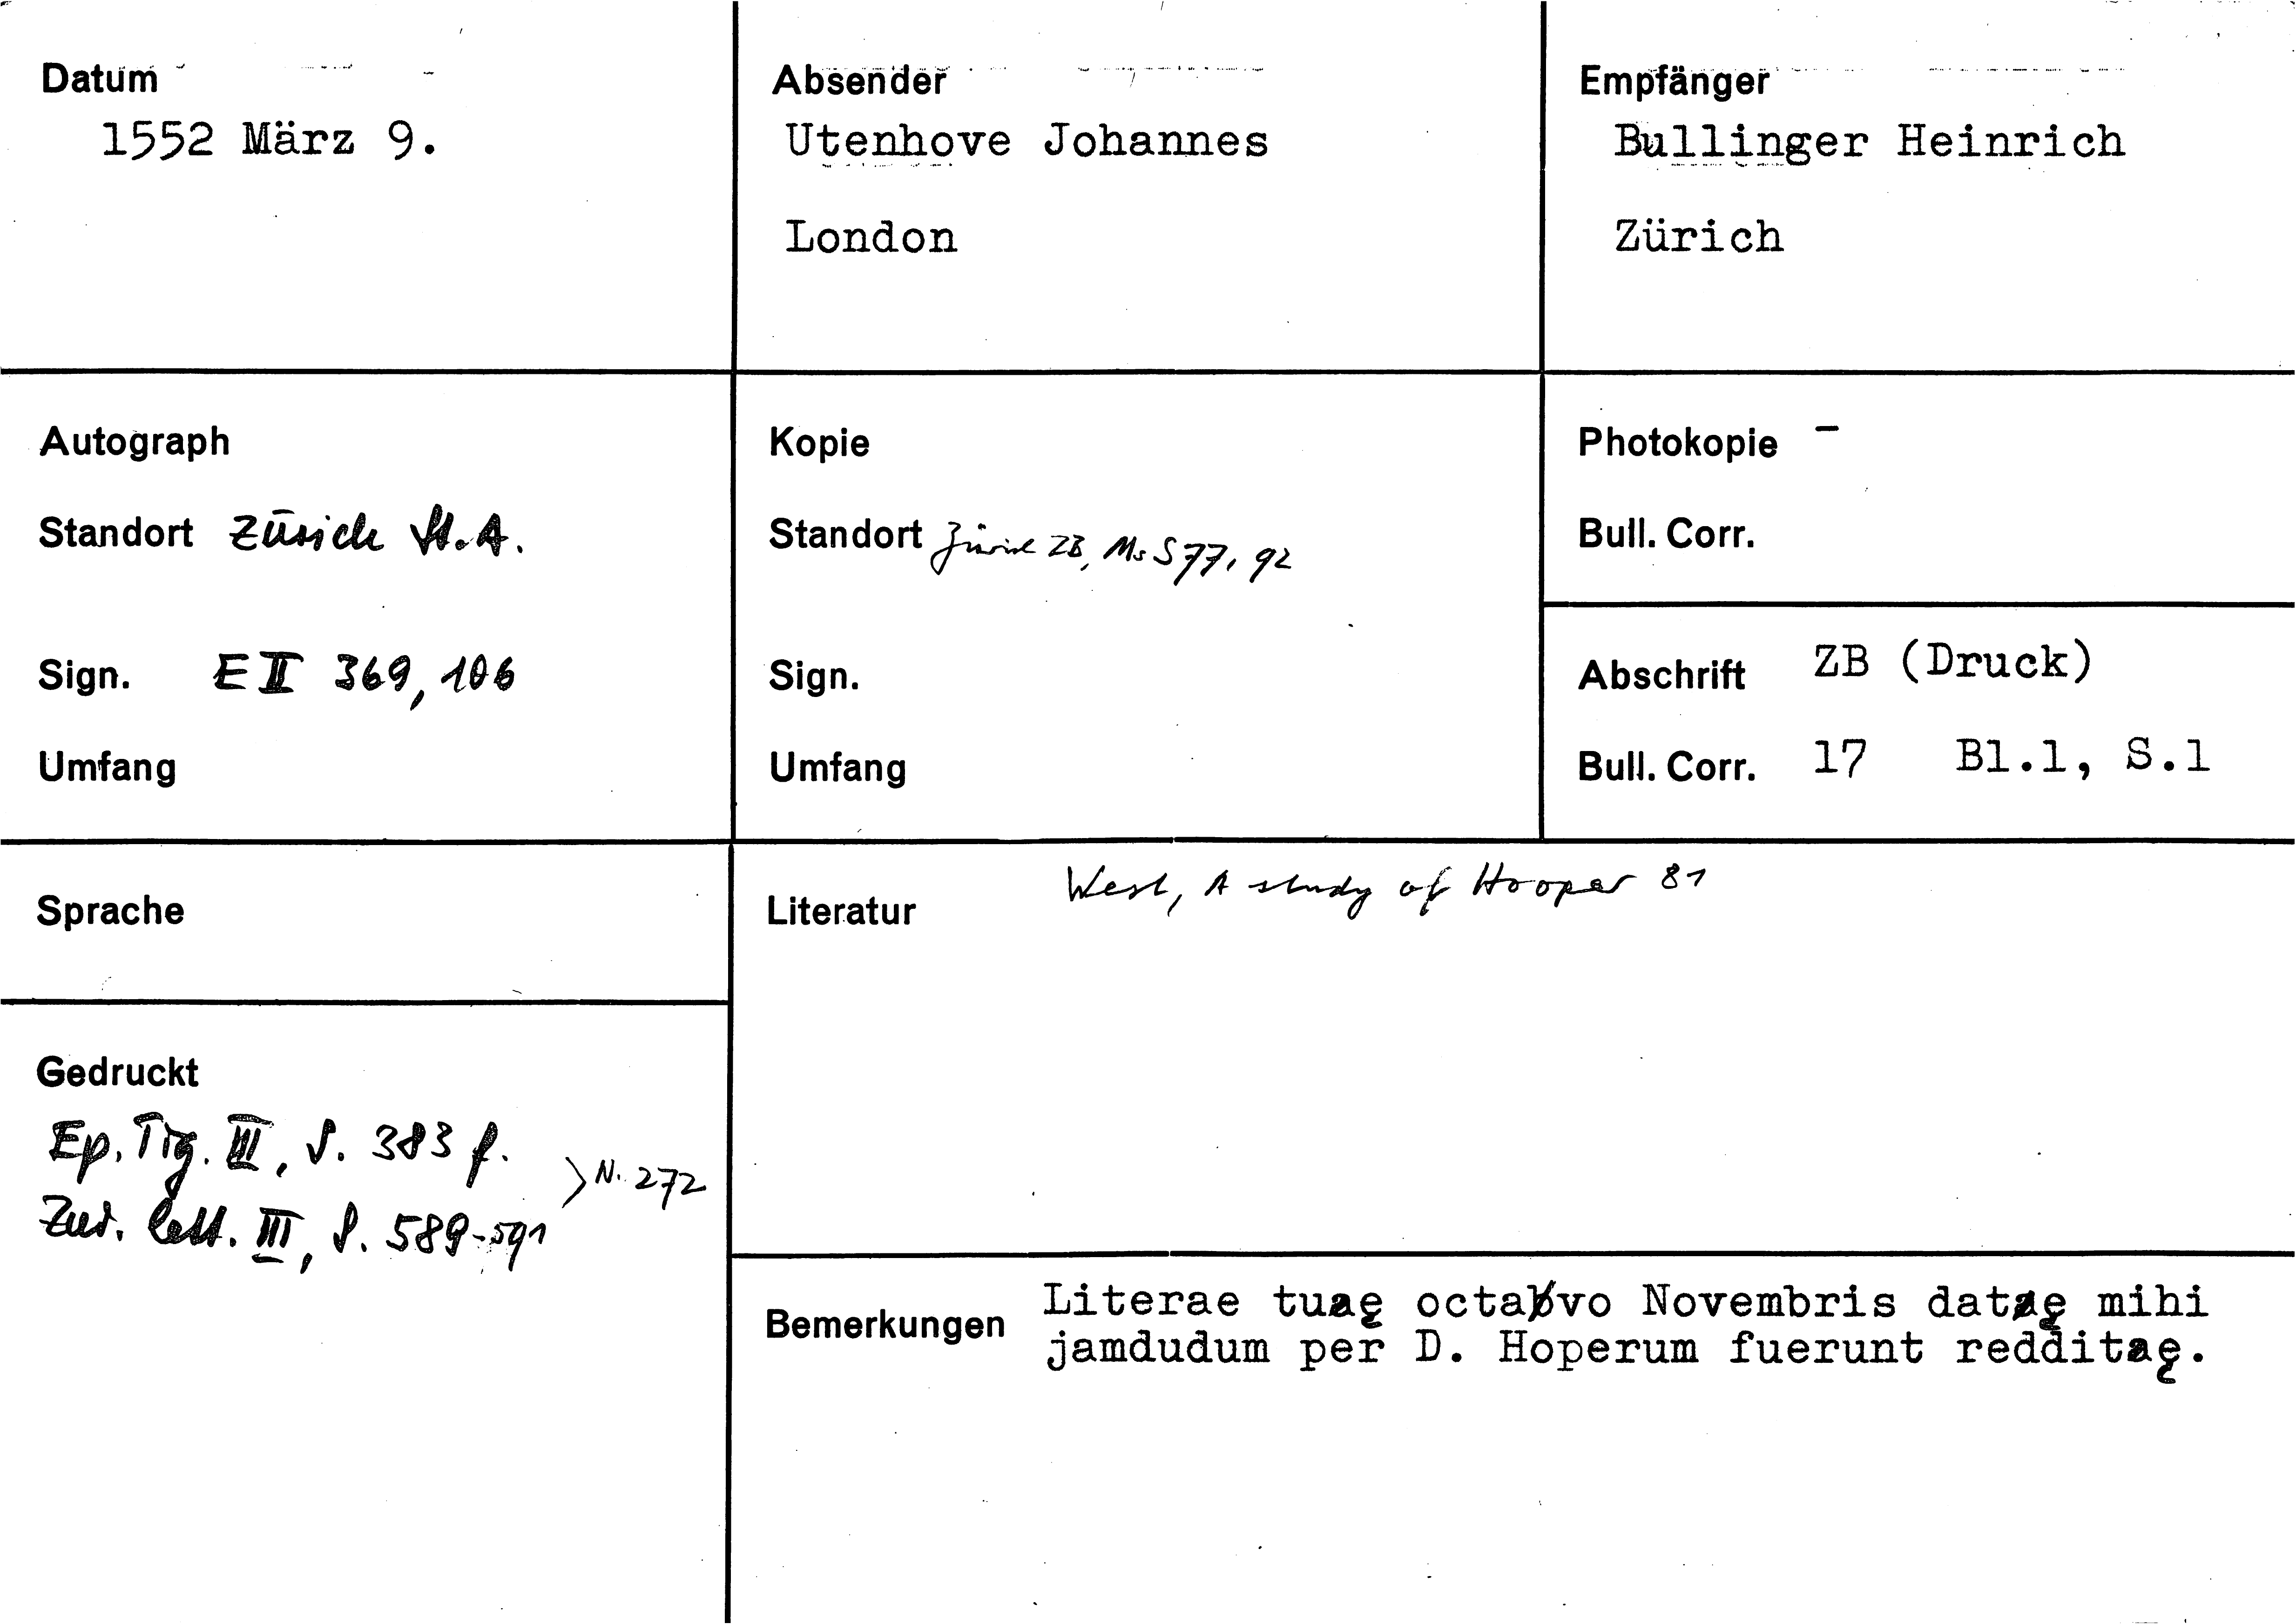 Datum
1552 März 9.
Absender
Utenhove Johannes
London
Empfänger
Bullinger Heinrich
Zürich
Autograph
Standort Zürich St.A.
Sign. E II 369, 106
Umfang
Kopie
Standort Zürich ZB, Ms S 77, 92
Sign.
Umfang
Photokopie -
Bull. Corr.
Abschrift ZB (Druck)
Bull. Corr. 17 Bl.1, S.1
Sprache
Literatur West, A study of Hooper 81
Gedruckt
Ep. Tig. III, S. 383 f.
> N. 272
Zur. Lett. III, S. 589-591
Bemerkungen Literae tuę octavo Novembris datę mihi
jamdudum per D. Hoperum fuerunt redditę.